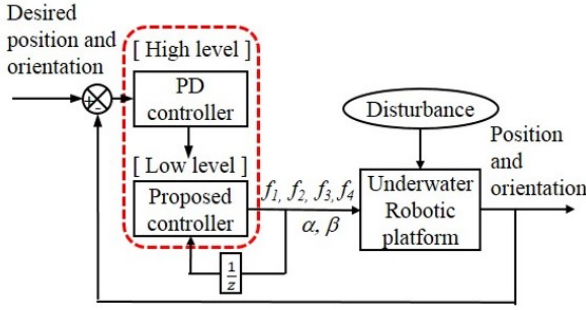 Desired
position and
orientation
[ High level ]
PD
controller
+
-
[ Low level ]
Proposed
controller
f1, f2, f3, f4
α, β
1
z
Disturbance
Underwater
Robotic
platform
Position
and
orientation